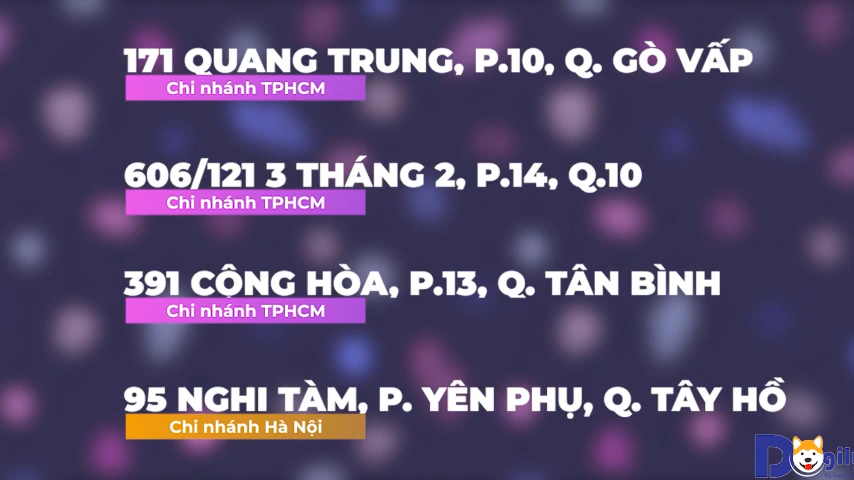 171 QUANG TRUNG, P.10, Q. GÒ VẤP
Chi nhánh TPHCM
606/121 3 THÁNG 2, P.14, Q.10
Chi nhánh TPHCM
391 CỘNG HÒA, P.13, Q. TÂN BÌNH
Chi nhánh TPHCM
95 NGHI TÀM, P. YÊN PHỤ, Q. TÂY HỒ
Chi nhánh Hà Nội